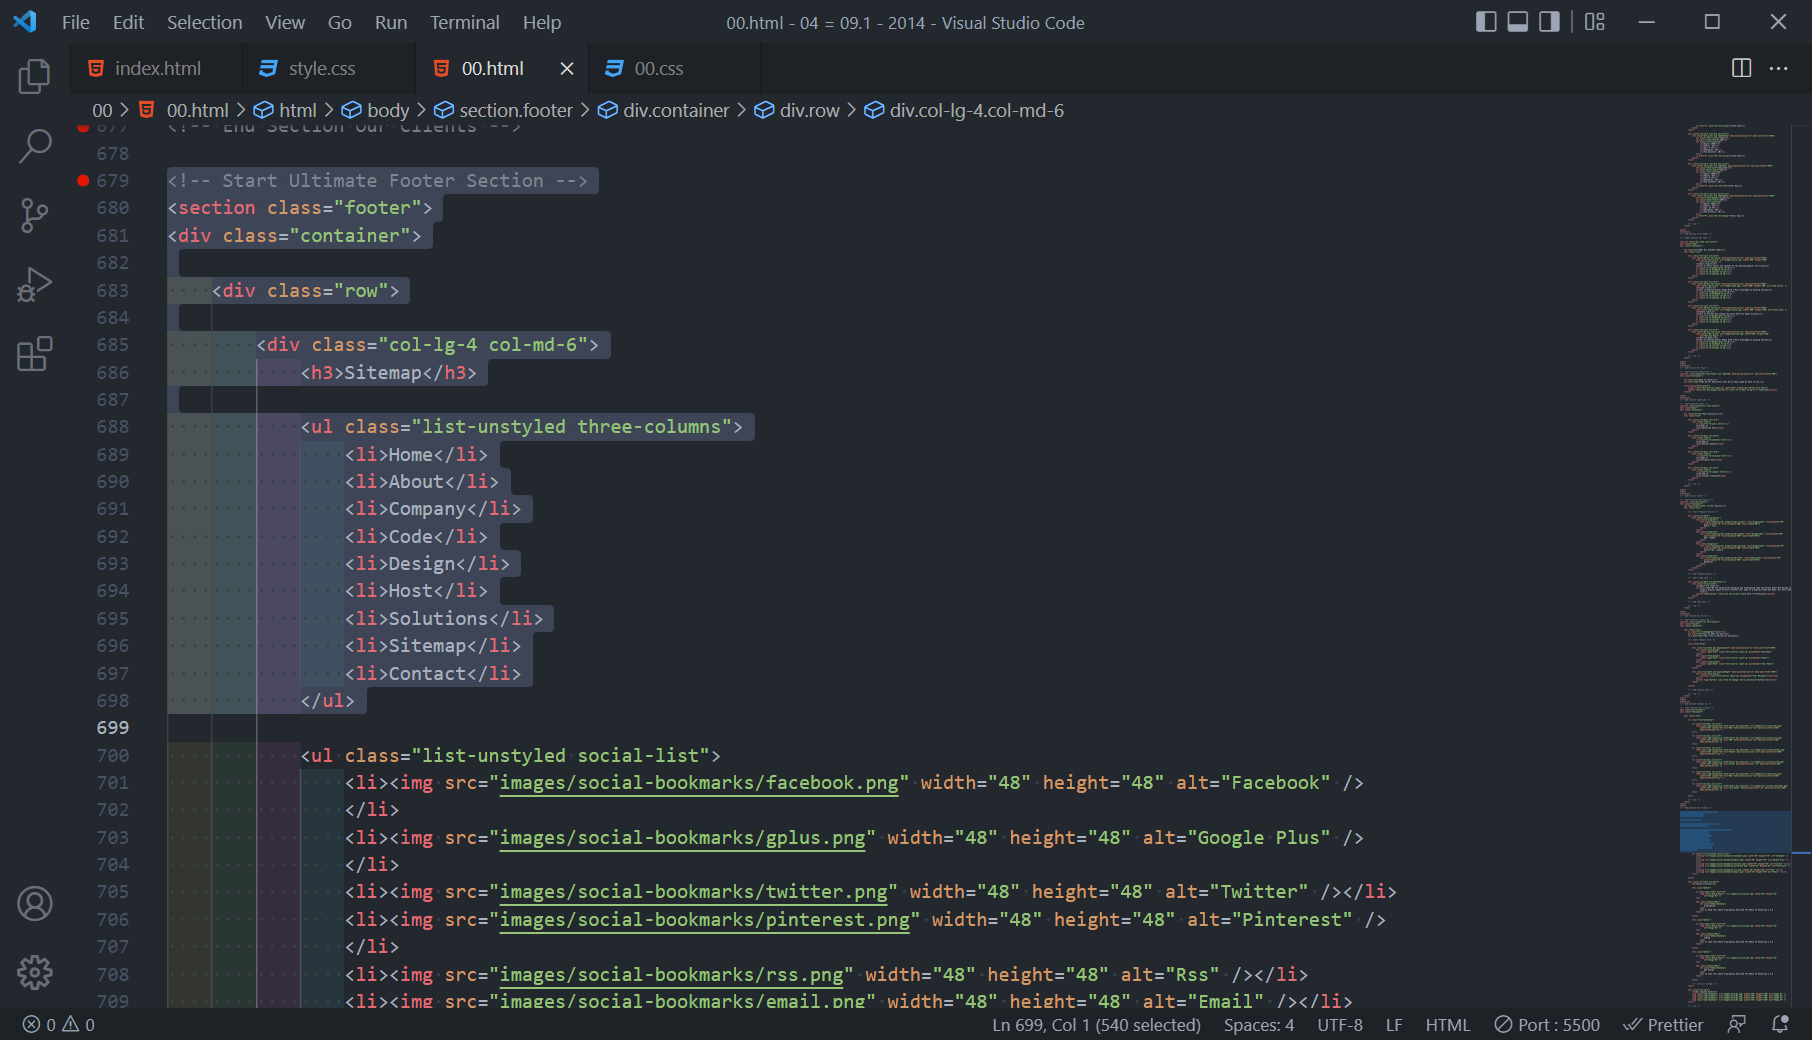 File Edit Selection View Go Run Terminal Help 00.html - 04 = 09.1 - 2014 - Visual Studio Code
index.html style.css 00.html 00.css
00 > 00.html > html > body > section.footer > div.container > div.row > div.col-lg-4.col-md-6
677 <!-- End Section Our Clients -->
678
679 <!-- Start Ultimate Footer Section -->
680 <section class="footer">
681 <div class="container">
682
683 <div class="row">
684
685 <div class="col-lg-4 col-md-6">
686 <h3>Sitemap</h3>
687
688 <ul class="list-unstyled three-columns">
689 <li>Home</li>
690 <li>About</li>
691 <li>Company</li>
692 <li>Code</li>
693 <li>Design</li>
694 <li>Host</li>
695 <li>Solutions</li>
696 <li>Sitemap</li>
697 <li>Contact</li>
698 </ul>
699
700 <ul class="list-unstyled social-list">
701 <li><img src="images/social-bookmarks/facebook.png" width="48" height="48" alt="Facebook" />
702 </li>
703 <li><img src="images/social-bookmarks/gplus.png" width="48" height="48" alt="Google Plus" />
704 </li>
705 <li><img src="images/social-bookmarks/twitter.png" width="48" height="48" alt="Twitter" /></li>
706 <li><img src="images/social-bookmarks/pinterest.png" width="48" height="48" alt="Pinterest" />
707 </li>
708 <li><img src="images/social-bookmarks/rss.png" width="48" height="48" alt="Rss" /></li>
709 <li><img src="images/social-bookmarks/email.png" width="48" height="48" alt="Email" /></li>
0 0 Ln 699, Col 1 (540 selected) Spaces: 4 UTF-8 LF HTML Port : 5500 Prettier